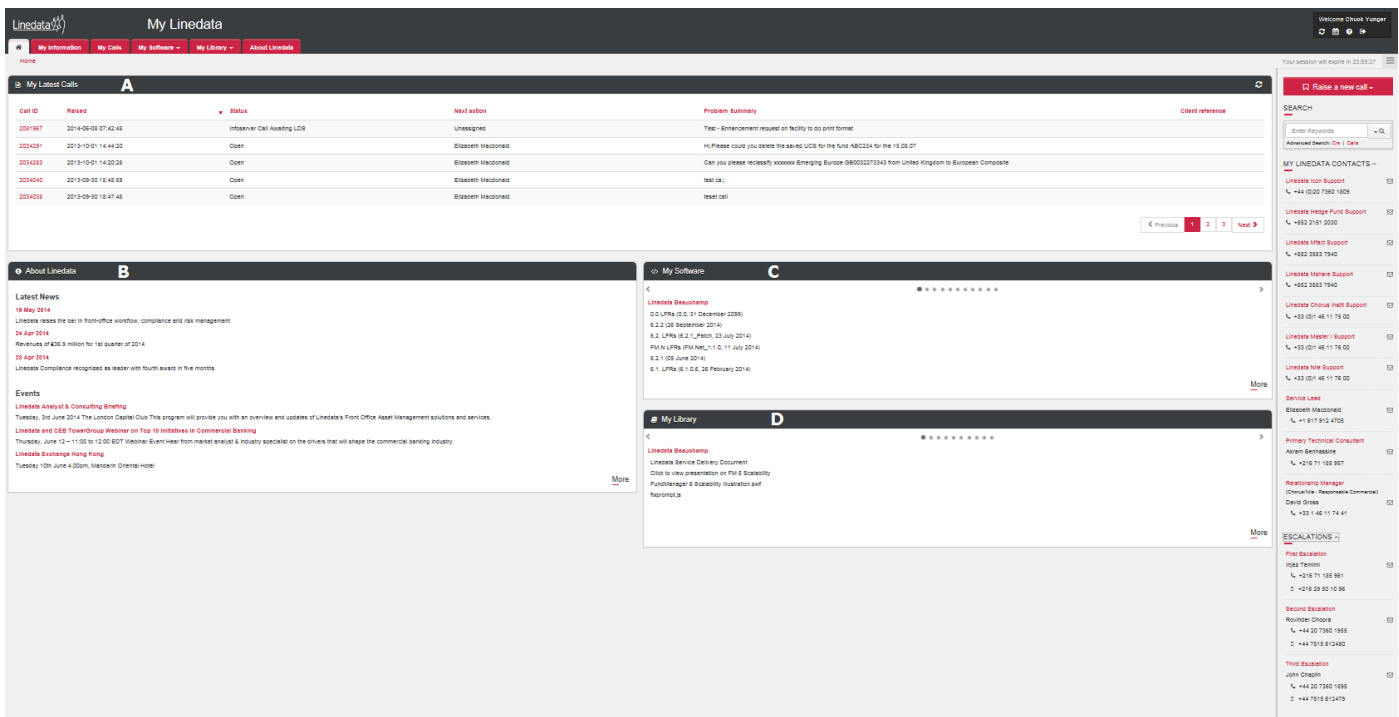 Linedata
My Linedata
Welcome Chuck Yunger
My Information My Calls My Software My Library About Linedata
Home
Your session will expire in 23:59:27
My Latest Calls A
Call ID Raised Status Next action Problem Summary Client reference
2081967 2014-06-08 07:42:48 Infoserver Call Awaiting LDS Unassigned Test - Enhancement request on facility to do print format
2034291 2013-10-01 14:44:20 Open Elizabeth Macdonald Hi,Please could you delete the saved UCS for the fund ABC234 for the 15.08.07
2034283 2013-10-01 14:20:28 Open Elizabeth Macdonald Can you please reclassify xxxxxxx Emerging Europe GB0032273343 from United Kingdom to European Composite
2034040 2013-09-30 18:48:59 Open Elizabeth Macdonald test ca;;
2034038 2013-09-30 18:47:48 Open Elizabeth Macdonald teset call
Previous 1 2 3 Next
About Linedata B
Latest News
19 May 2014
Linedata raises the bar in front-office workflow, compliance and risk management
24 Apr 2014
Revenues of €36.9 million for 1st quarter of 2014
23 Apr 2014
Linedata Compliance recognized as leader with fourth award in five months
Events
Linedata Analyst & Consulting Briefing
Tuesday, 3rd June 2014 The London Capital Club This program will provide you with an overview and updates of Linedata's Front Office Asset Management solutions and services.
Linedata and CEB TowerGroup Webinar on Top 10 Initiatives in Commercial Banking
Thursday, June 12 – 11:00 to 12:00 EDT Webinar Event Hear from market analyst & industry specialist on the drivers that will shape the commercial banking industry.
Linedata Exchange Hong Kong
Tuesday 10th June 4.00pm, Mandarin Oriental Hotel
More
My Software C
Linedata Beauchamp
0.0 LFRs (0.0, 31 December 2099)
6.2.2 (26 September 2014)
6.2. LFRs (6.2.1_Patch, 23 July 2014)
FM.N LFRs (FM.Net_1.1.0, 11 July 2014)
6.2.1 (09 June 2014)
6.1. LFRs (6.1.0.6, 26 February 2014)
More
My Library D
Linedata Beauchamp
Linedata Service Delivery Document
Click to view presentation on FM 6 Scalability
FundManager 6 Scalability Illustration.swf
fixprompt.js
More
Raise a new call
SEARCH
Enter Keywords
Advanced Search: Crs | Calls
MY LINEDATA CONTACTS
Linedata Icon Support
+44 (0)20 7360 1809
Linedata Hedge Fund Support
+852 2151 2030
Linedata Mfact Support
+852 3583 7940
Linedata Mshare Support
+852 3583 7940
Linedata Chorus Instit Support
+33 (0)1 46 11 75 00
Linedata Master I Support
+33 (0)1 46 11 76 00
Linedata Nile Support
+33 (0)1 46 11 76 00
Service Lead
Elizabeth Macdonald
+1 617 912 4705
Primary Technical Consultant
Akram Benhassine
+216 71 185 967
Relationship Manager
[Chorus/Nile : Responsable Commercial]
David Gross
+33 1 46 11 74 41
ESCALATIONS
First Escalation
Injez Temimi
+216 71 185 961
+216 29 50 10 96
Second Escalation
Rovinder Chopra
+44 20 7360 1955
+44 7515 612480
Third Escalation
John Chaplin
+44 20 7360 1895
+44 7515 612479